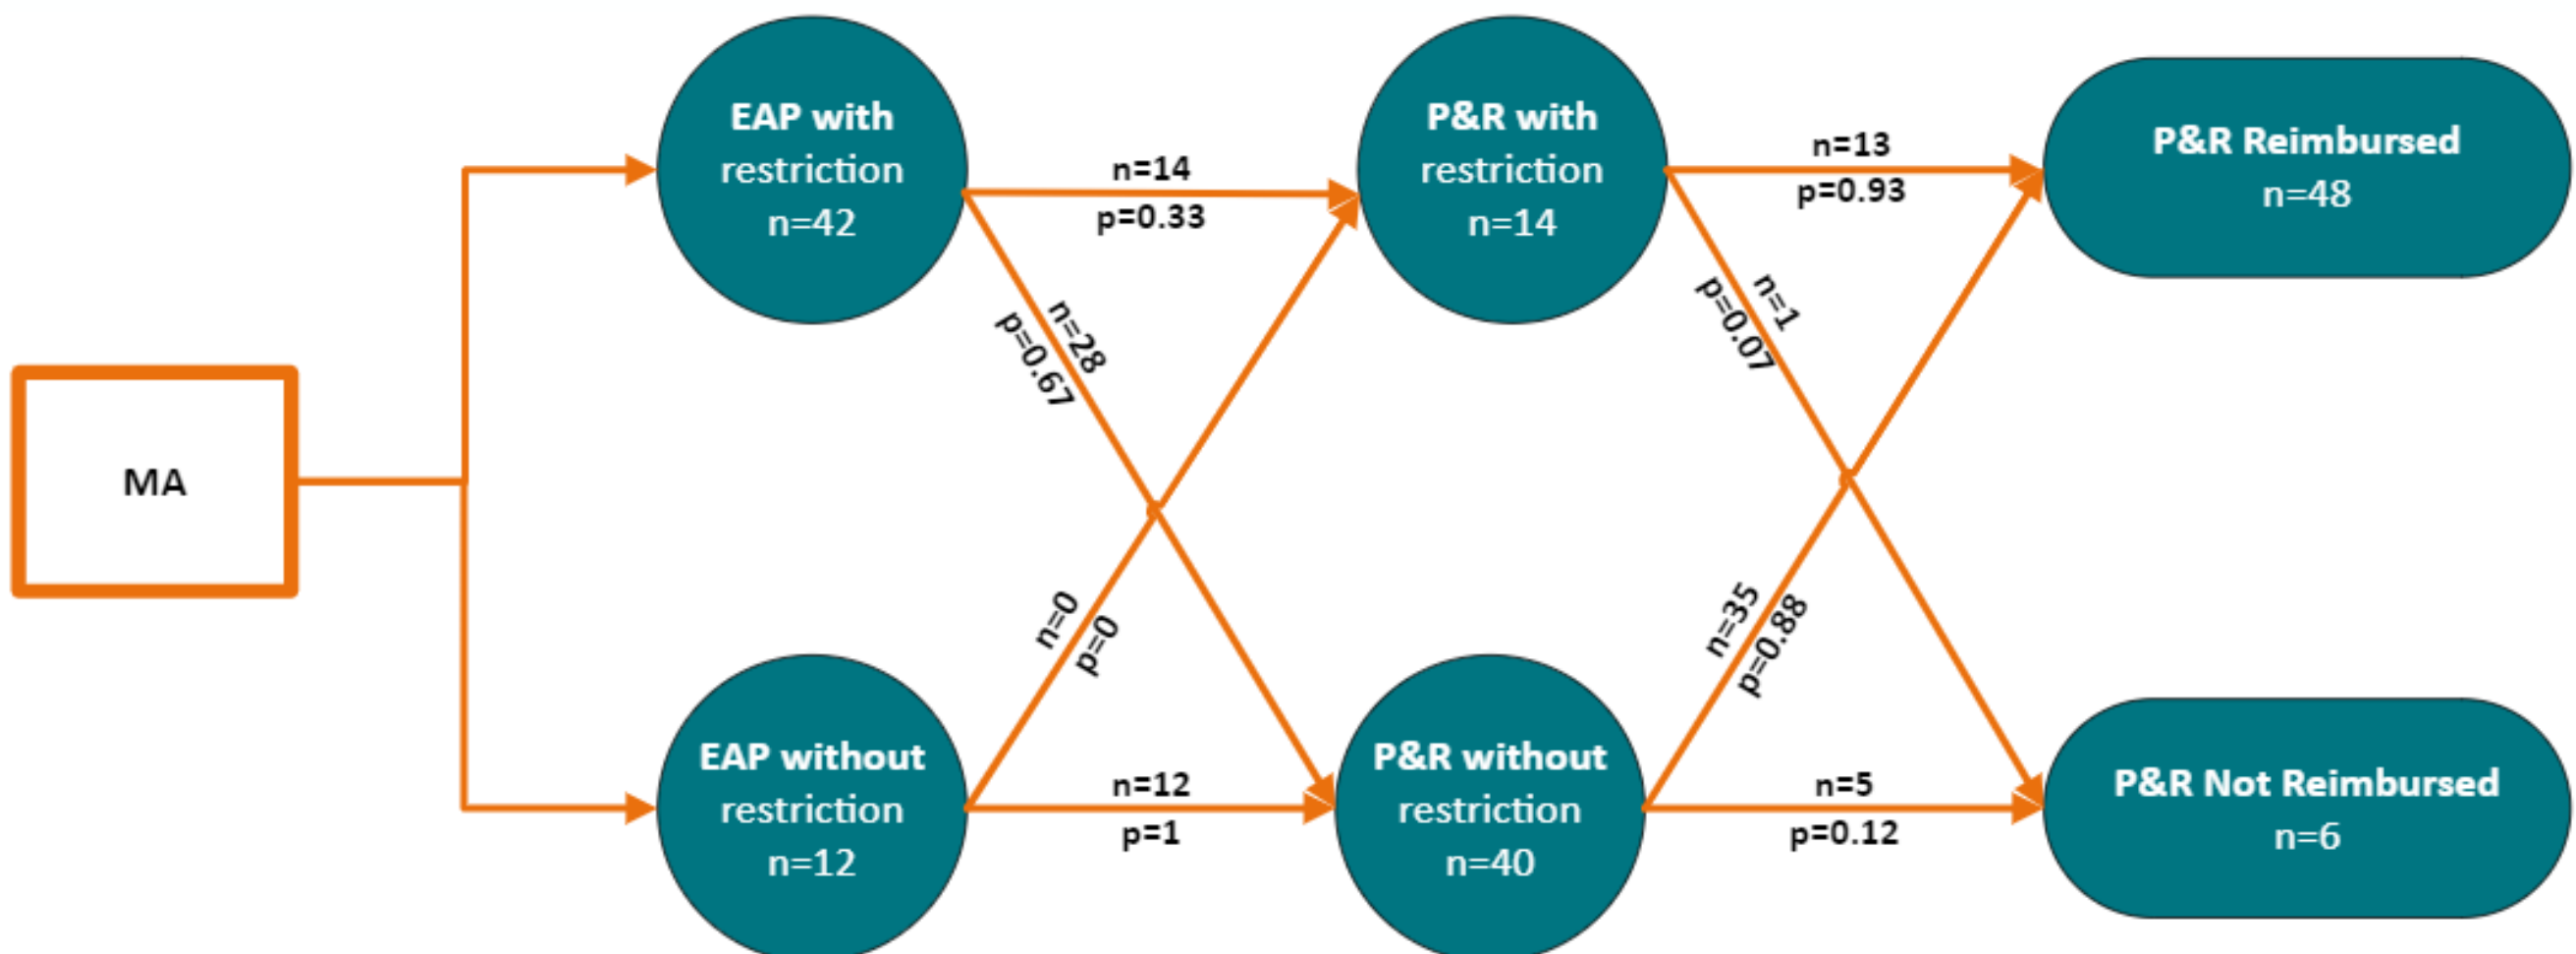 MA
EAP with
restriction
n=42
EAP without
restriction
n=12
n=14
p=0.33
n=28
p=0.67
n=0
p=0
n=12
p=1
P&R with
restriction
n=14
P&R without
restriction
n=40
n=13
p=0.93
n=1
p=0.07
n=35
p=0.88
n=5
p=0.12
P&R Reimbursed
n=48
P&R Not Reimbursed
n=6